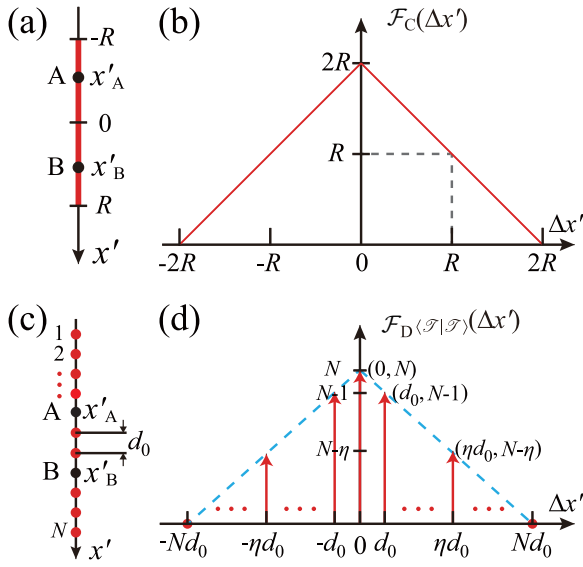 (a)
-R
A x'A
0
B x'B
R
x'
(b)
ℱC(Δx')
2R
R
-2R -R 0 R 2R Δx'
(c)
1
2
A x'A
d0
B x'B
N
x'
(d)
ℱD⟨𝒯|𝒯⟩(Δx')
N (0, N)
N-1 (d0, N-1)
N-η (ηd0, N-η)
Δx'
-Nd0 -ηd0 -d0 0 d0 ηd0 Nd0